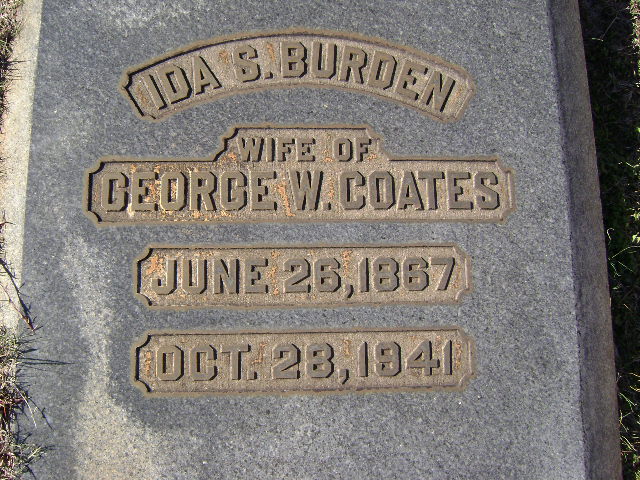 IDA S. BURDEN
WIFE OF
GEORGE W. COATES
JUNE 26, 1867
OCT. 28, 1941